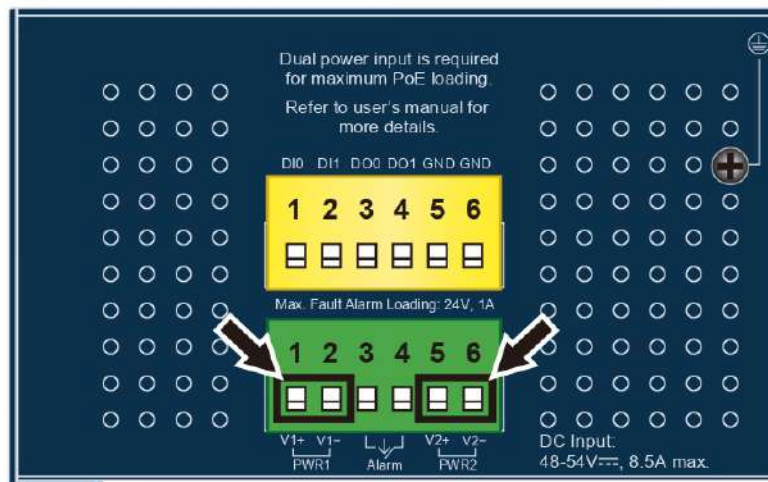 Dual power input is required
for maximum PoE loading.
Refer to user's manual for
more details.
DI0 DI1 DO0 DO1 GND GND
1 2 3 4 5 6
Max. Fault Alarm Loading: 24V, 1A
1 2 3 4 5 6
V1+ V1− V2+ V2−
PWR1 Alarm PWR2
DC Input:
48-54V⎓, 8.5A max.